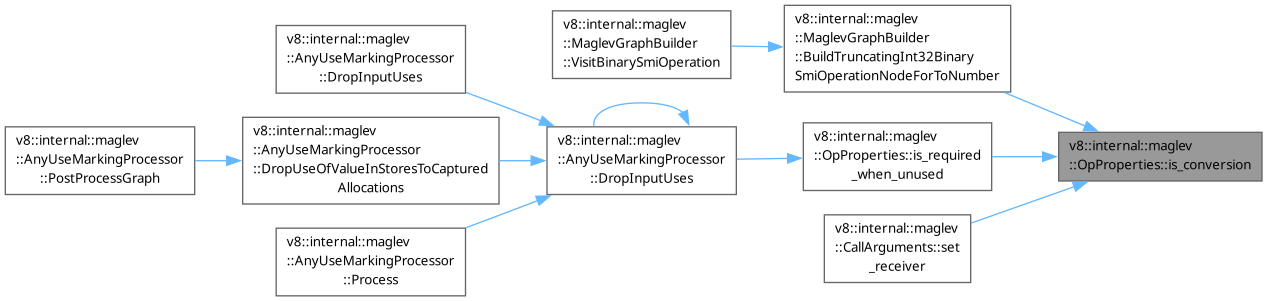 v8::internal::maglev
::AnyUseMarkingProcessor
::PostProcessGraph
v8::internal::maglev
::AnyUseMarkingProcessor
::DropInputUses
v8::internal::maglev
::AnyUseMarkingProcessor
::DropUseOfValueInStoresToCaptured
Allocations
v8::internal::maglev
::AnyUseMarkingProcessor
::Process
v8::internal::maglev
::MaglevGraphBuilder
::VisitBinarySmiOperation
v8::internal::maglev
::AnyUseMarkingProcessor
::DropInputUses
v8::internal::maglev
::MaglevGraphBuilder
::BuildTruncatingInt32Binary
SmiOperationNodeForToNumber
v8::internal::maglev
::OpProperties::is_required
_when_unused
v8::internal::maglev
::CallArguments::set
_receiver
v8::internal::maglev
::OpProperties::is_conversion